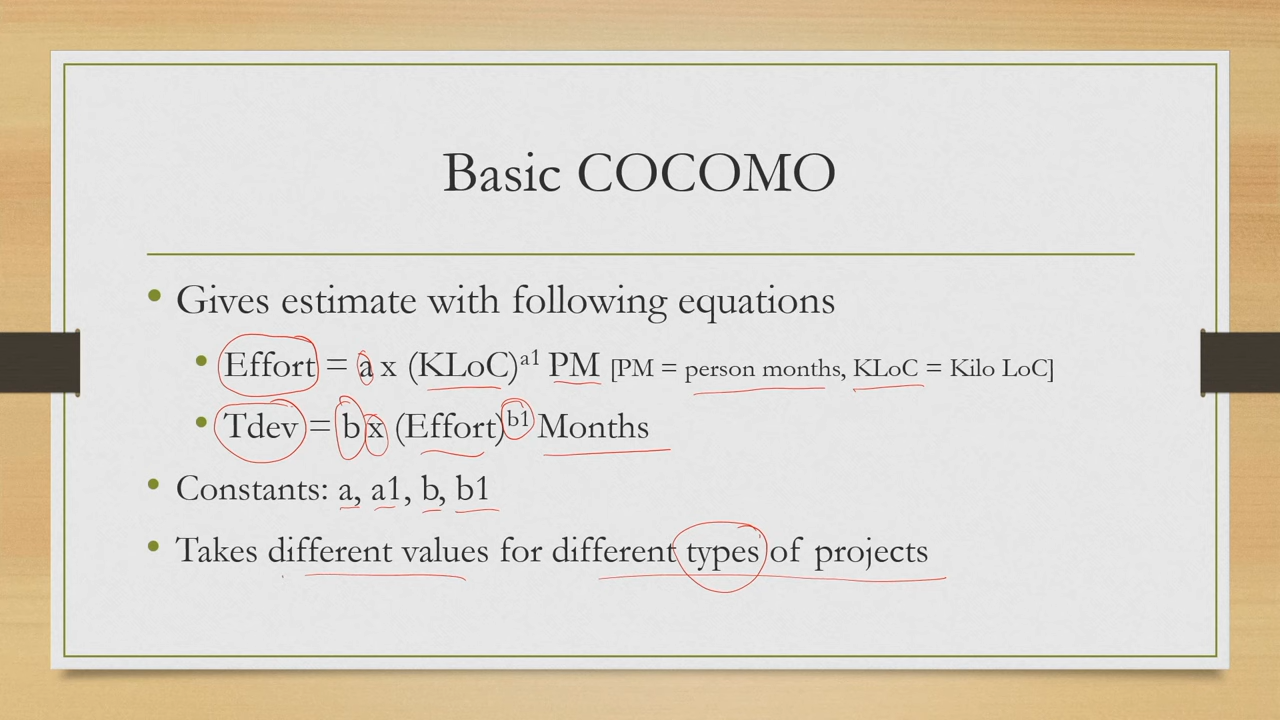 Basic COCOMO
• Gives estimate with following equations
• Effort = a x (KLoC)^a1 PM [PM = person months, KLoC = Kilo LoC]
• Tdev = b x (Effort)^b1 Months
• Constants: a, a1, b, b1
• Takes different values for different types of projects